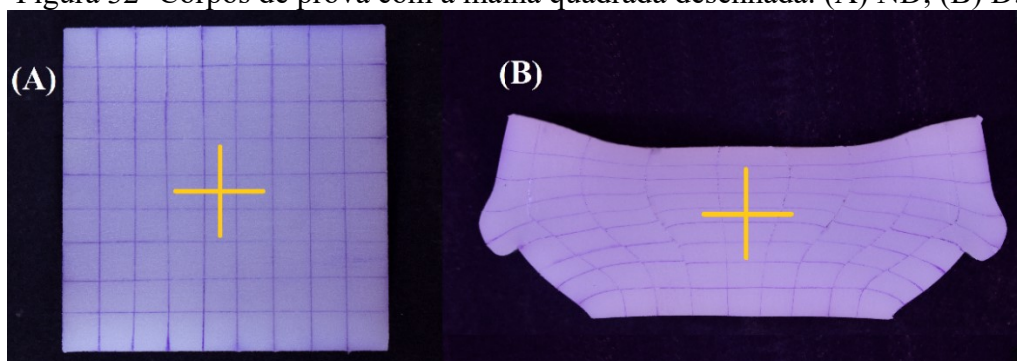 Figura 32- Corpos de prova com a malha quadrada desenhada: (A) ND; (B)
(A)
(B)